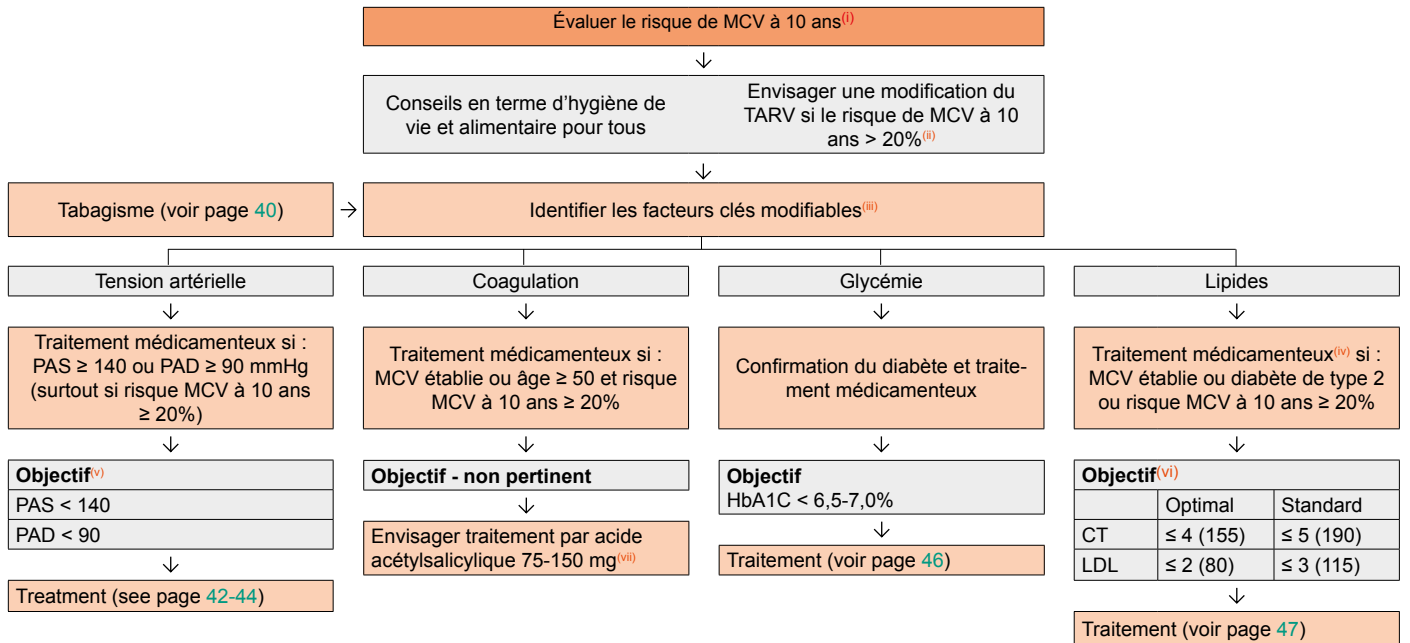 Évaluer le risque de MCV à 10 ans(i)
Conseils en terme d'hygiène de
vie et alimentaire pour tous
Envisager une modification du
TARV si le risque de MCV à 10
ans > 20%(ii)
Tabagisme (voir page 40)
Identifier les facteurs clés modifiables(iii)
Tension artérielle
Coagulation
Glycémie
Lipides
Traitement médicamenteux si :
PAS ≥ 140 ou PAD ≥ 90 mmHg
(surtout si risque MCV à 10 ans
≥ 20%)
Traitement médicamenteux si :
MCV établie ou âge ≥ 50 et risque
MCV à 10 ans ≥ 20%
Confirmation du diabète et traite-
ment médicamenteux
Traitement médicamenteux(iv) si :
MCV établie ou diabète de type 2
ou risque MCV à 10 ans ≥ 20%
Objectif(v)
PAS < 140
PAD < 90
Objectif - non pertinent
Objectif
HbA1C < 6,5-7,0%
Objectif(vi)
Optimal Standard
CT ≤ 4 (155) ≤ 5 (190)
LDL ≤ 2 (80) ≤ 3 (115)
Treatment (see page 42-44)
Envisager traitement par acide
acétylsalicylique 75-150 mg(vii)
Traitement (voir page 46)
Traitement (voir page 47)